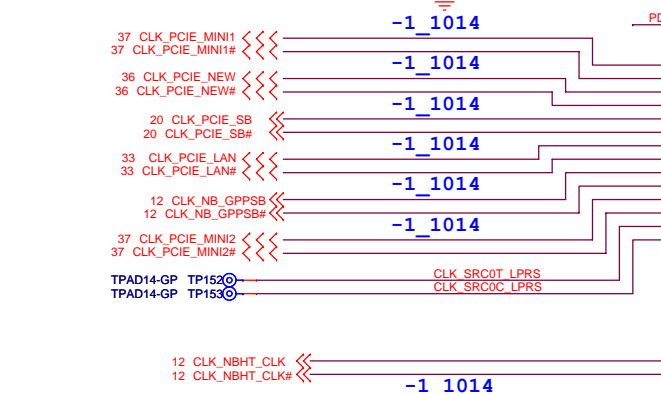 -1_1014
PD
37 CLK_PCIE_MINI1
37 CLK_PCIE_MINI1#
-1_1014
36 CLK_PCIE_NEW
36 CLK_PCIE_NEW#
-1_1014
20 CLK_PCIE_SB
20 CLK_PCIE_SB#
-1_1014
33 CLK_PCIE_LAN
33 CLK_PCIE_LAN#
-1_1014
12 CLK_NB_GPPSB
12 CLK_NB_GPPSB#
-1_1014
37 CLK_PCIE_MINI2
37 CLK_PCIE_MINI2#
TPAD14-GP TP152 CLK_SRC0T_LPRS
TPAD14-GP TP153 CLK_SRC0C_LPRS
12 CLK_NBHT_CLK
12 CLK_NBHT_CLK#
-1 1014